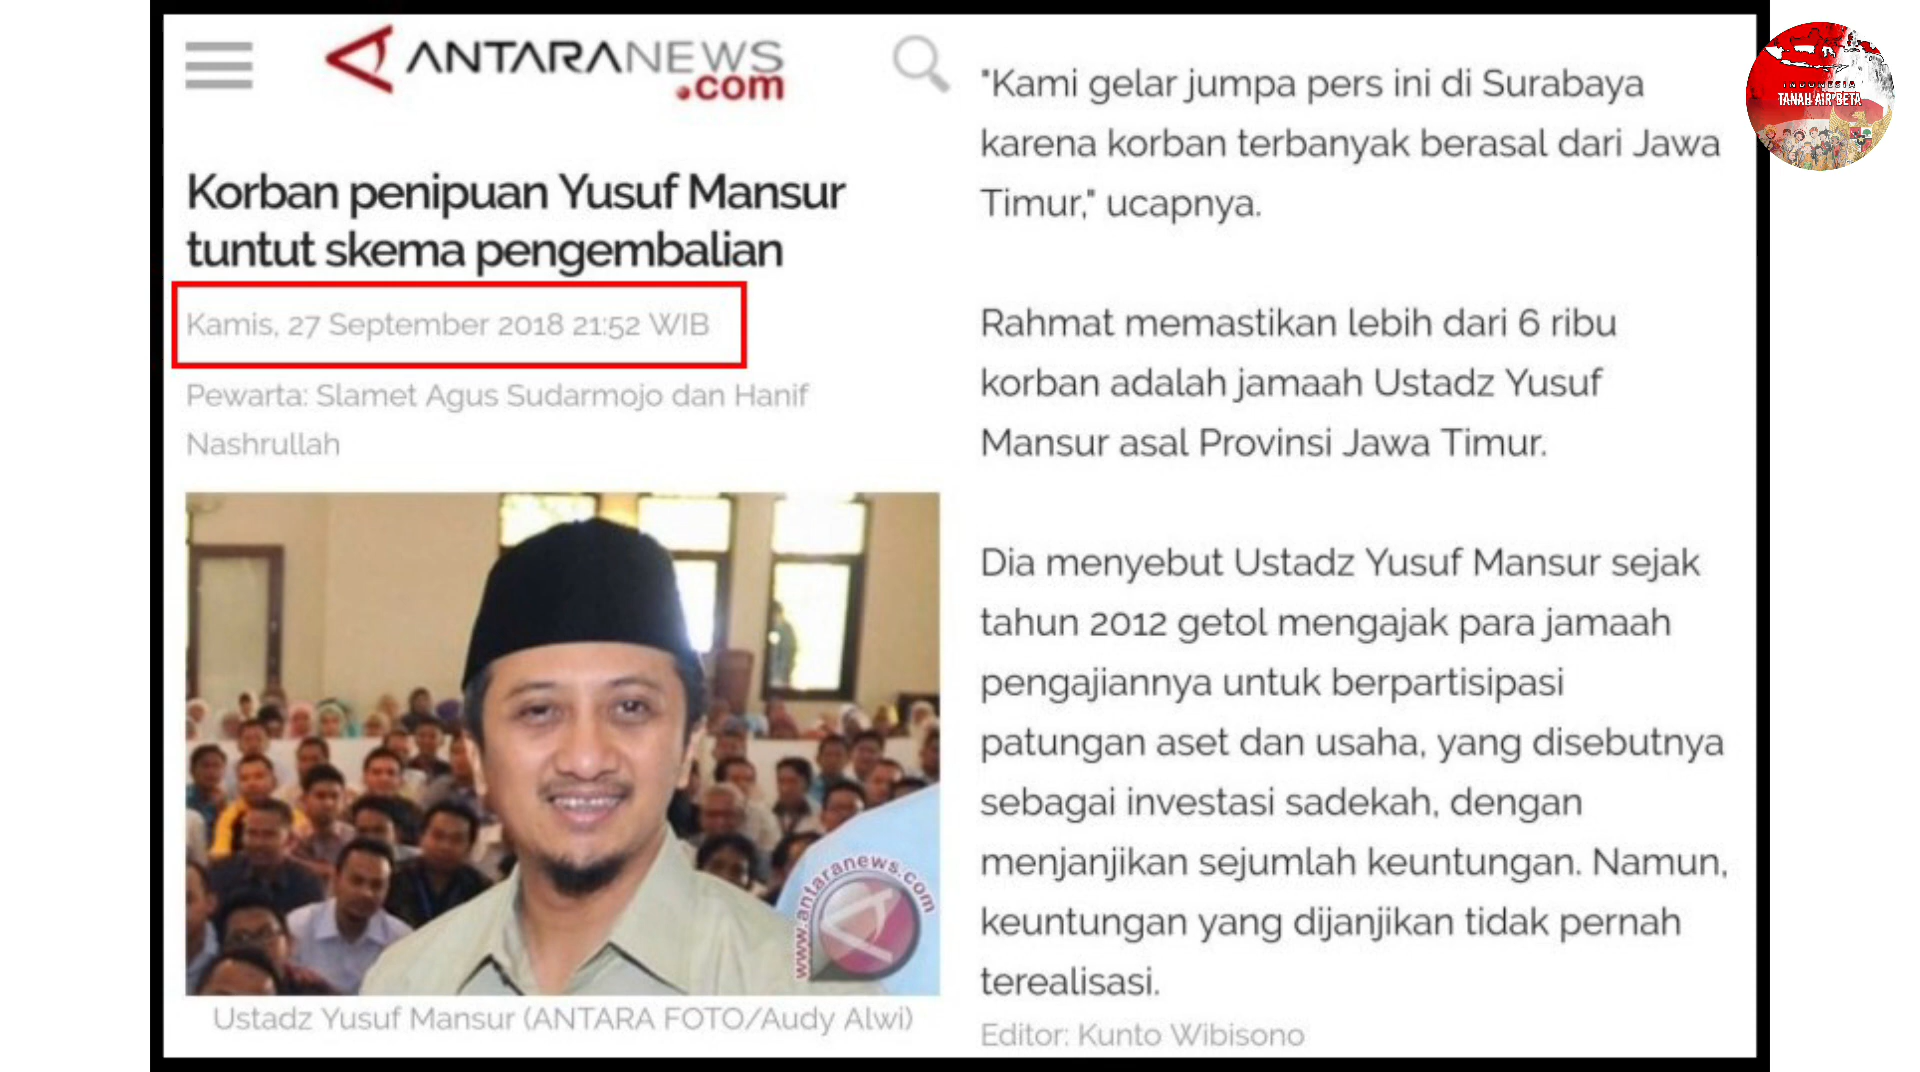 ANTARANEWS
.com
Korban penipuan Yusuf Mansur
tuntut skema pengembalian
Kamis, 27 September 2018 21:52 WIB
Pewarta: Slamet Agus Sudarmojo dan Hanif
Nashrullah
www.antaranews.com
Ustadz Yusuf Mansur (ANTARA FOTO/Audy Alwi)
"Kami gelar jumpa pers ini di Surabaya
karena korban terbanyak berasal dari Jawa
Timur," ucapnya.
Rahmat memastikan lebih dari 6 ribu
korban adalah jamaah Ustadz Yusuf
Mansur asal Provinsi Jawa Timur.
Dia menyebut Ustadz Yusuf Mansur sejak
tahun 2012 getol mengajak para jamaah
pengajiannya untuk berpartisipasi
patungan aset dan usaha, yang disebutnya
sebagai investasi sadekah, dengan
menjanjikan sejumlah keuntungan. Namun,
keuntungan yang dijanjikan tidak pernah
terealisasi.
Editor: Kunto Wibisono
INDONESIA
TANAH AIR BETA